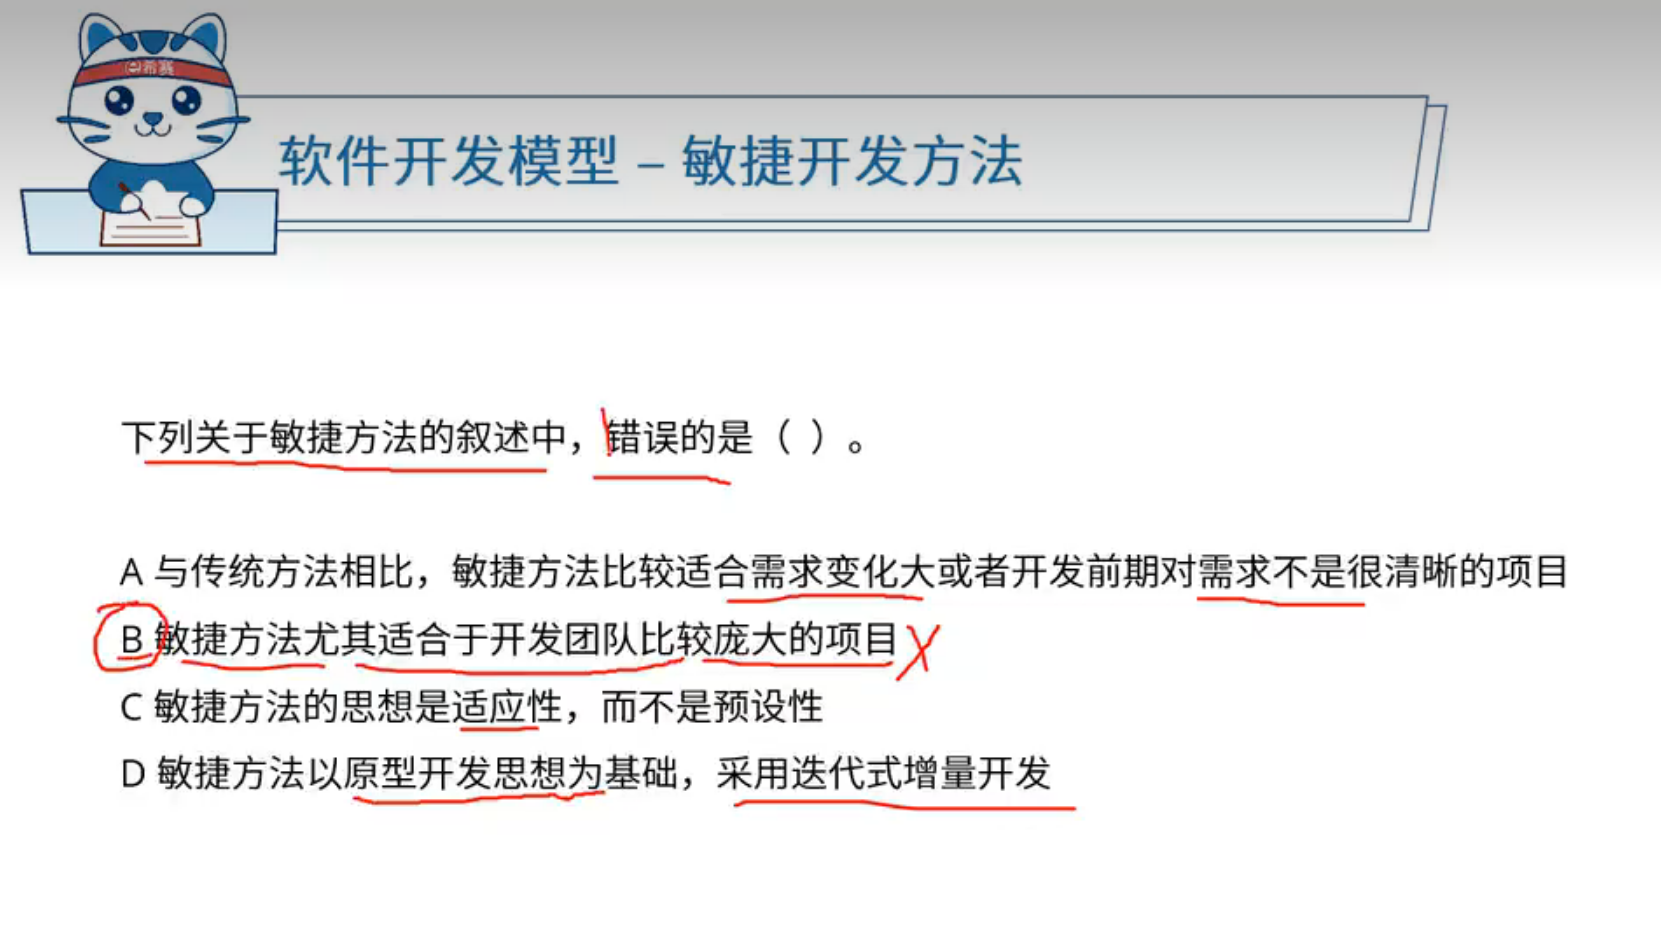 希赛
软件开发模型 – 敏捷开发方法
下列关于敏捷方法的叙述中，错误的是（ ）。
A 与传统方法相比，敏捷方法比较适合需求变化大或者开发前期对需求不是很清晰的项目
B 敏捷方法尤其适合于开发团队比较庞大的项目
C 敏捷方法的思想是适应性，而不是预设性
D 敏捷方法以原型开发思想为基础，采用迭代式增量开发